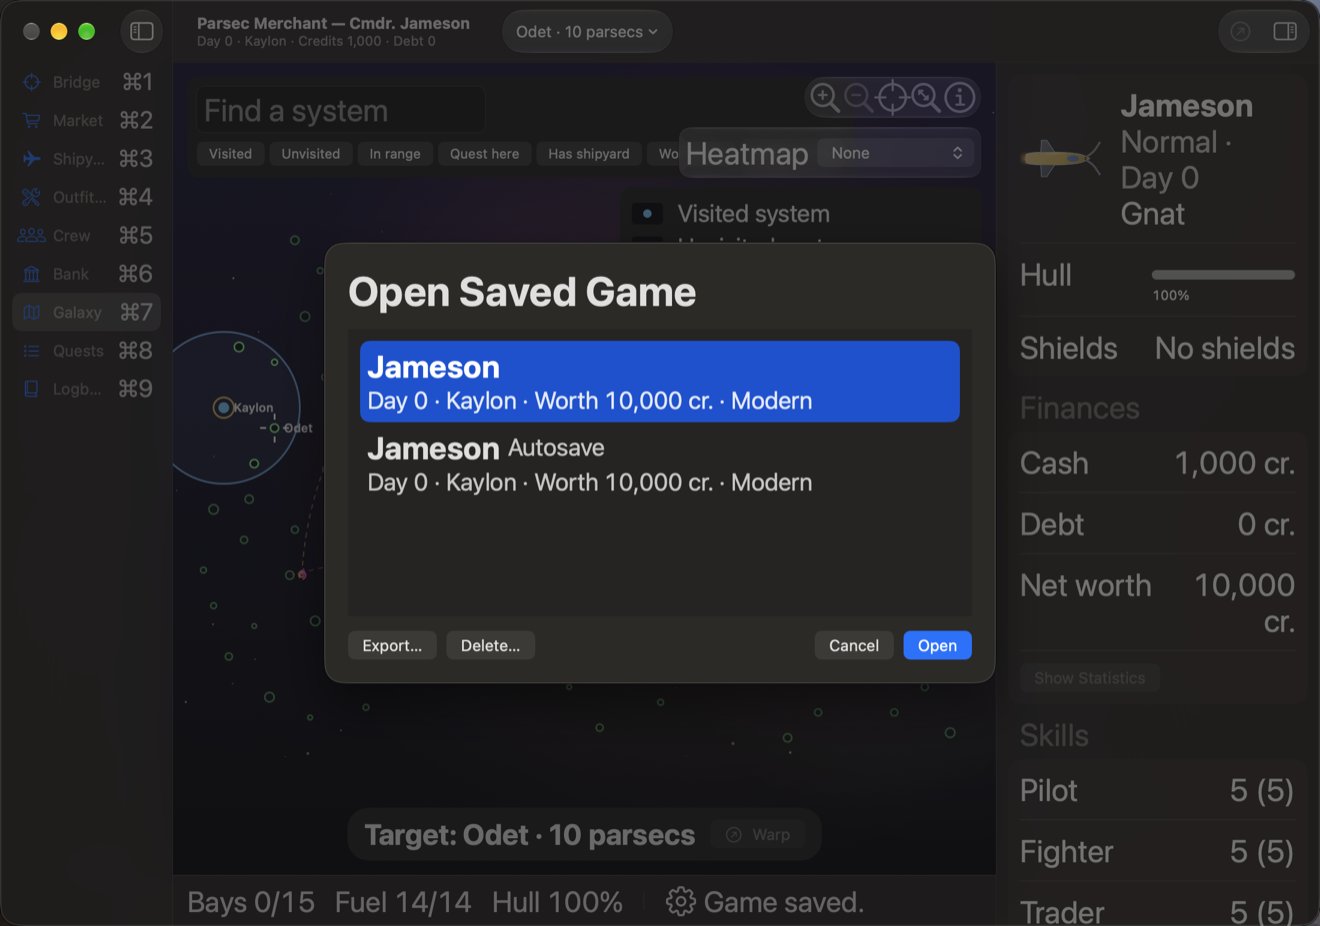 Parsec Merchant — Cmdr. Jameson
Day 0 · Kaylon · Credits 1,000 · Debt 0
Odet · 10 parsecs
Bridge ⌘1
Market ⌘2
Shipy... ⌘3
Outfit... ⌘4
Crew ⌘5
Bank ⌘6
Galaxy ⌘7
Quests ⌘8
Logb... ⌘9
Find a system
Visited
Unvisited
In range
Quest here
Has shipyard
Wo
Heatmap
None
Visited system
Kaylon
Odet
Open Saved Game
Jameson
Day 0 · Kaylon · Worth 10,000 cr. · Modern
Jameson Autosave
Day 0 · Kaylon · Worth 10,000 cr. · Modern
Export...
Delete...
Cancel
Open
Target: Odet · 10 parsecs
Warp
Bays 0/15 Fuel 14/14 Hull 100% Game saved.
Jameson
Normal ·
Day 0
Gnat
Hull
100%
Shields No shields
Finances
Cash 1,000 cr.
Debt 0 cr.
Net worth 10,000
cr.
Show Statistics
Skills
Pilot 5 (5)
Fighter 5 (5)
Trader 5 (5)